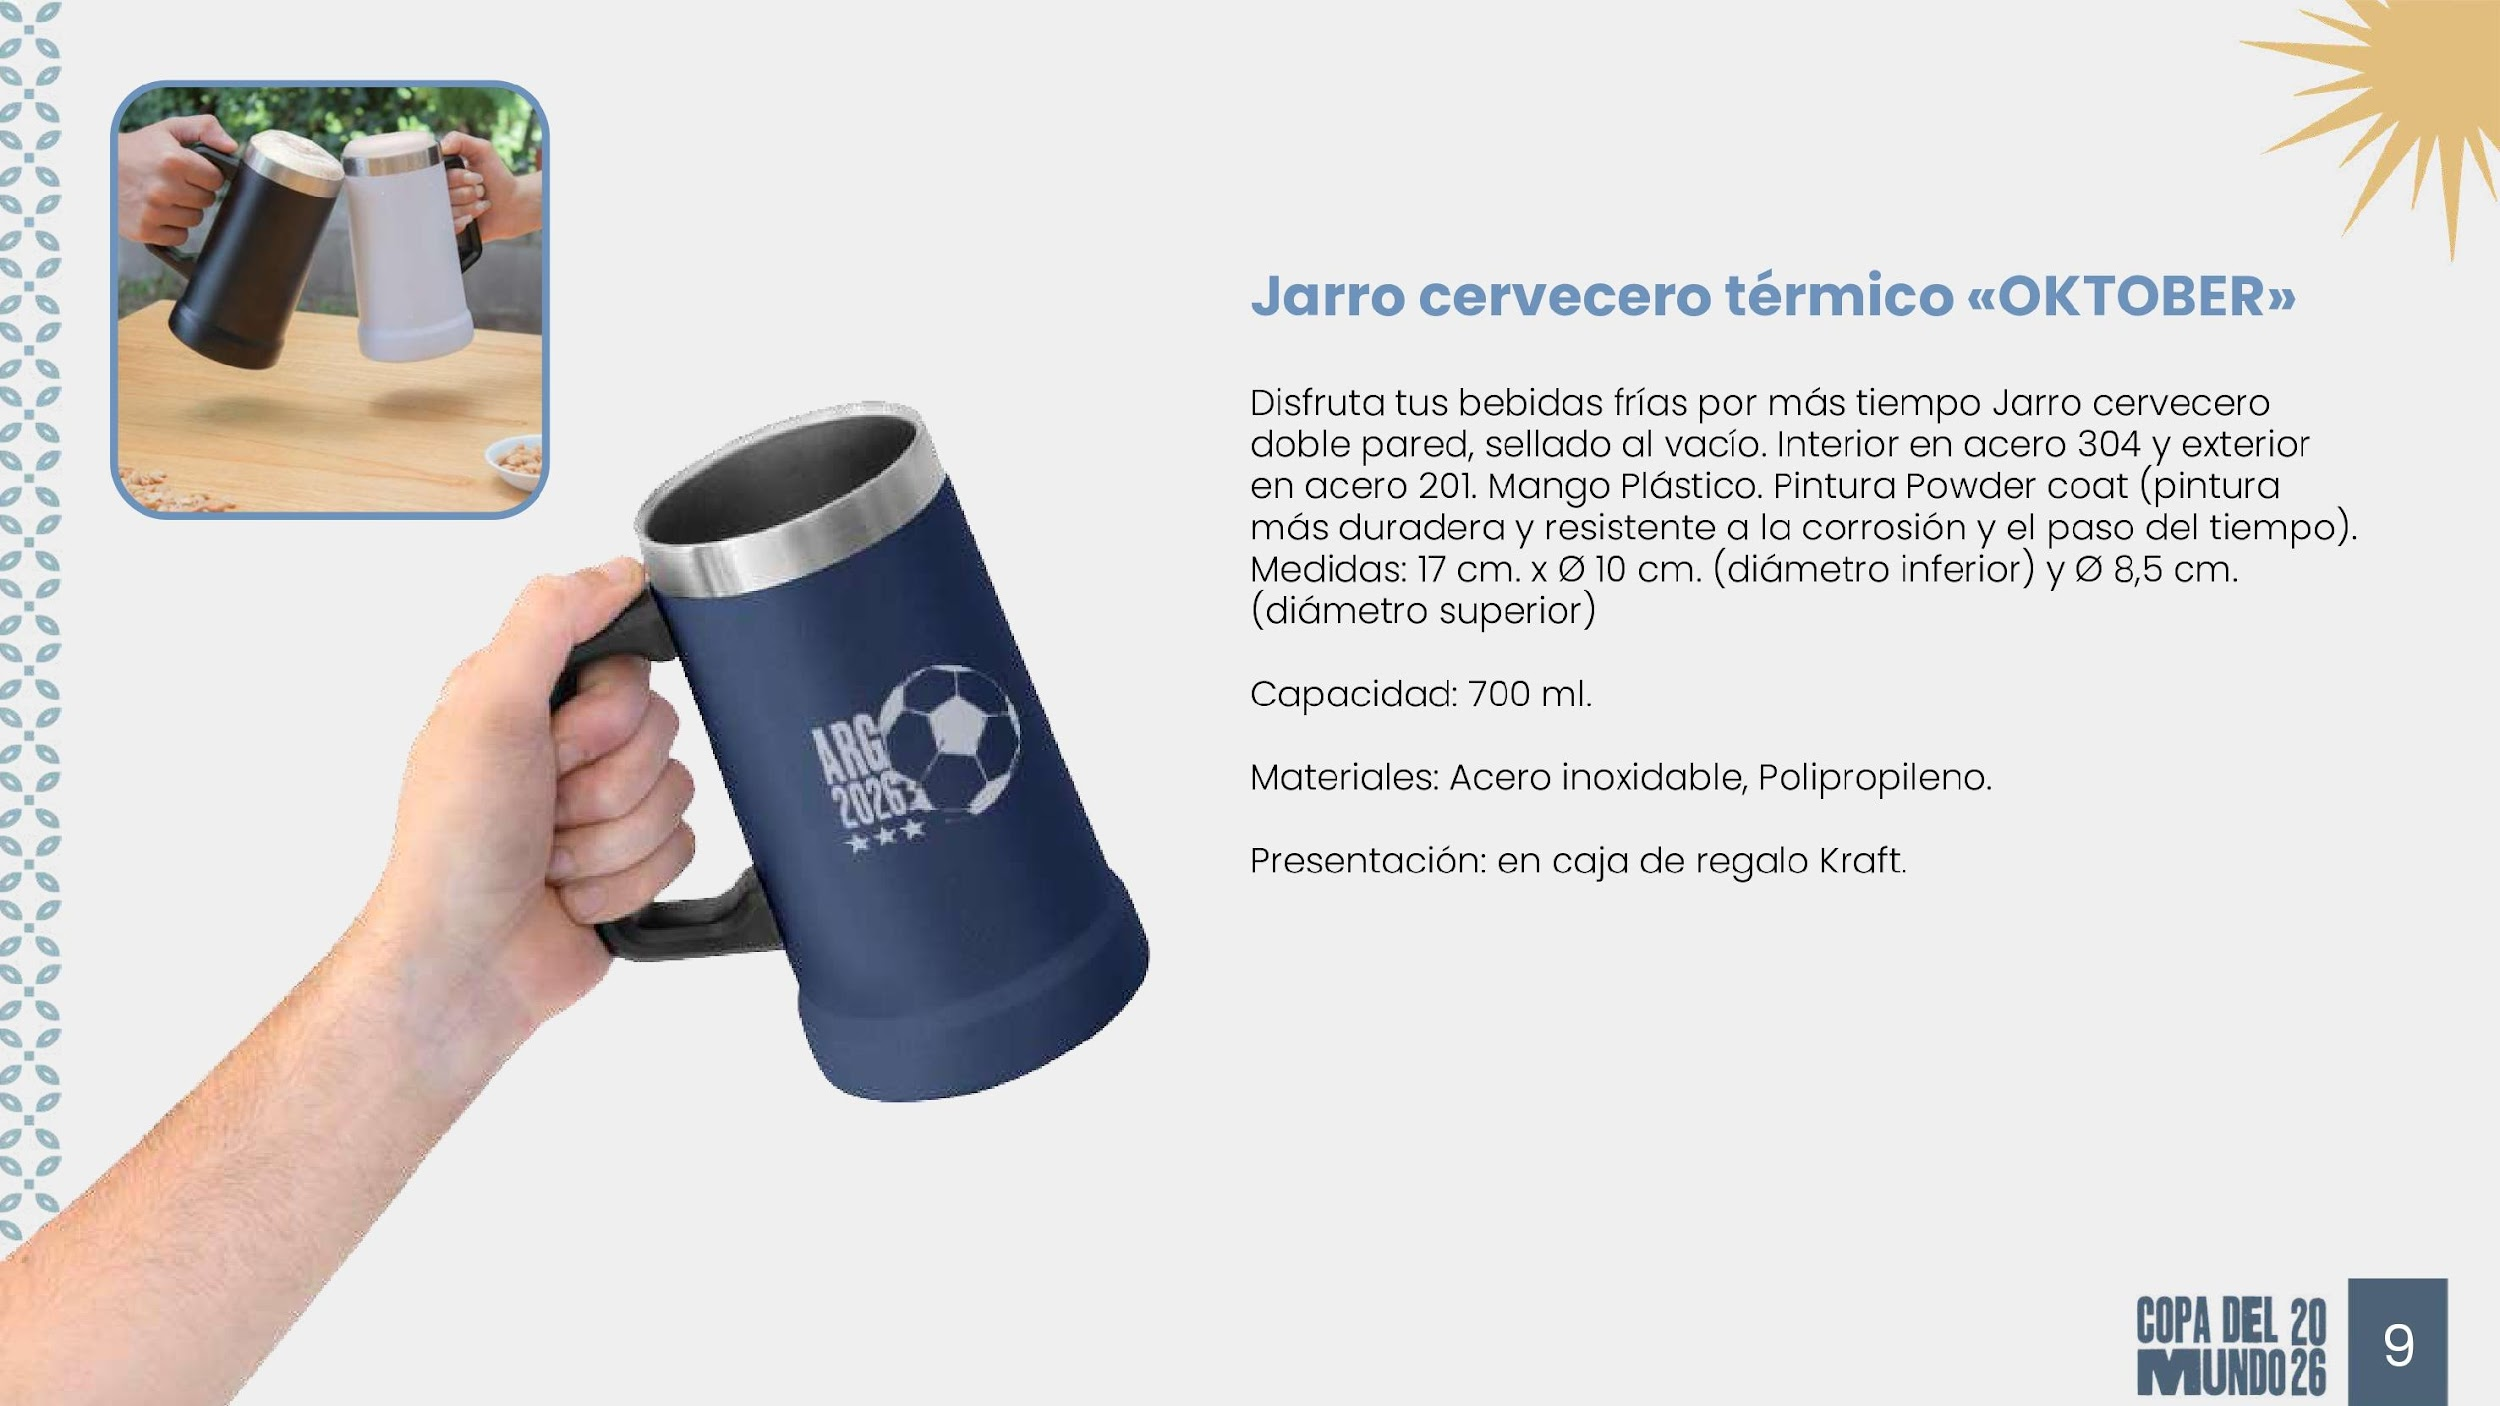 Jarro cervecero térmico «OKTOBER»
Disfruta tus bebidas frías por más tiempo Jarro cervecero
doble pared, sellado al vacío. Interior en acero 304 y exterior
en acero 201. Mango Plástico. Pintura Powder coat (pintura
más duradera y resistente a la corrosión y el paso del tiempo).
Medidas: 17 cm. x Ø 10 cm. (diámetro inferior) y Ø 8,5 cm.
(diámetro superior)
Capacidad: 700 ml.
Materiales: Acero inoxidable, Polipropileno.
Presentación: en caja de regalo Kraft.
ARG
2026
COPA DEL 20
MUNDO 26
9